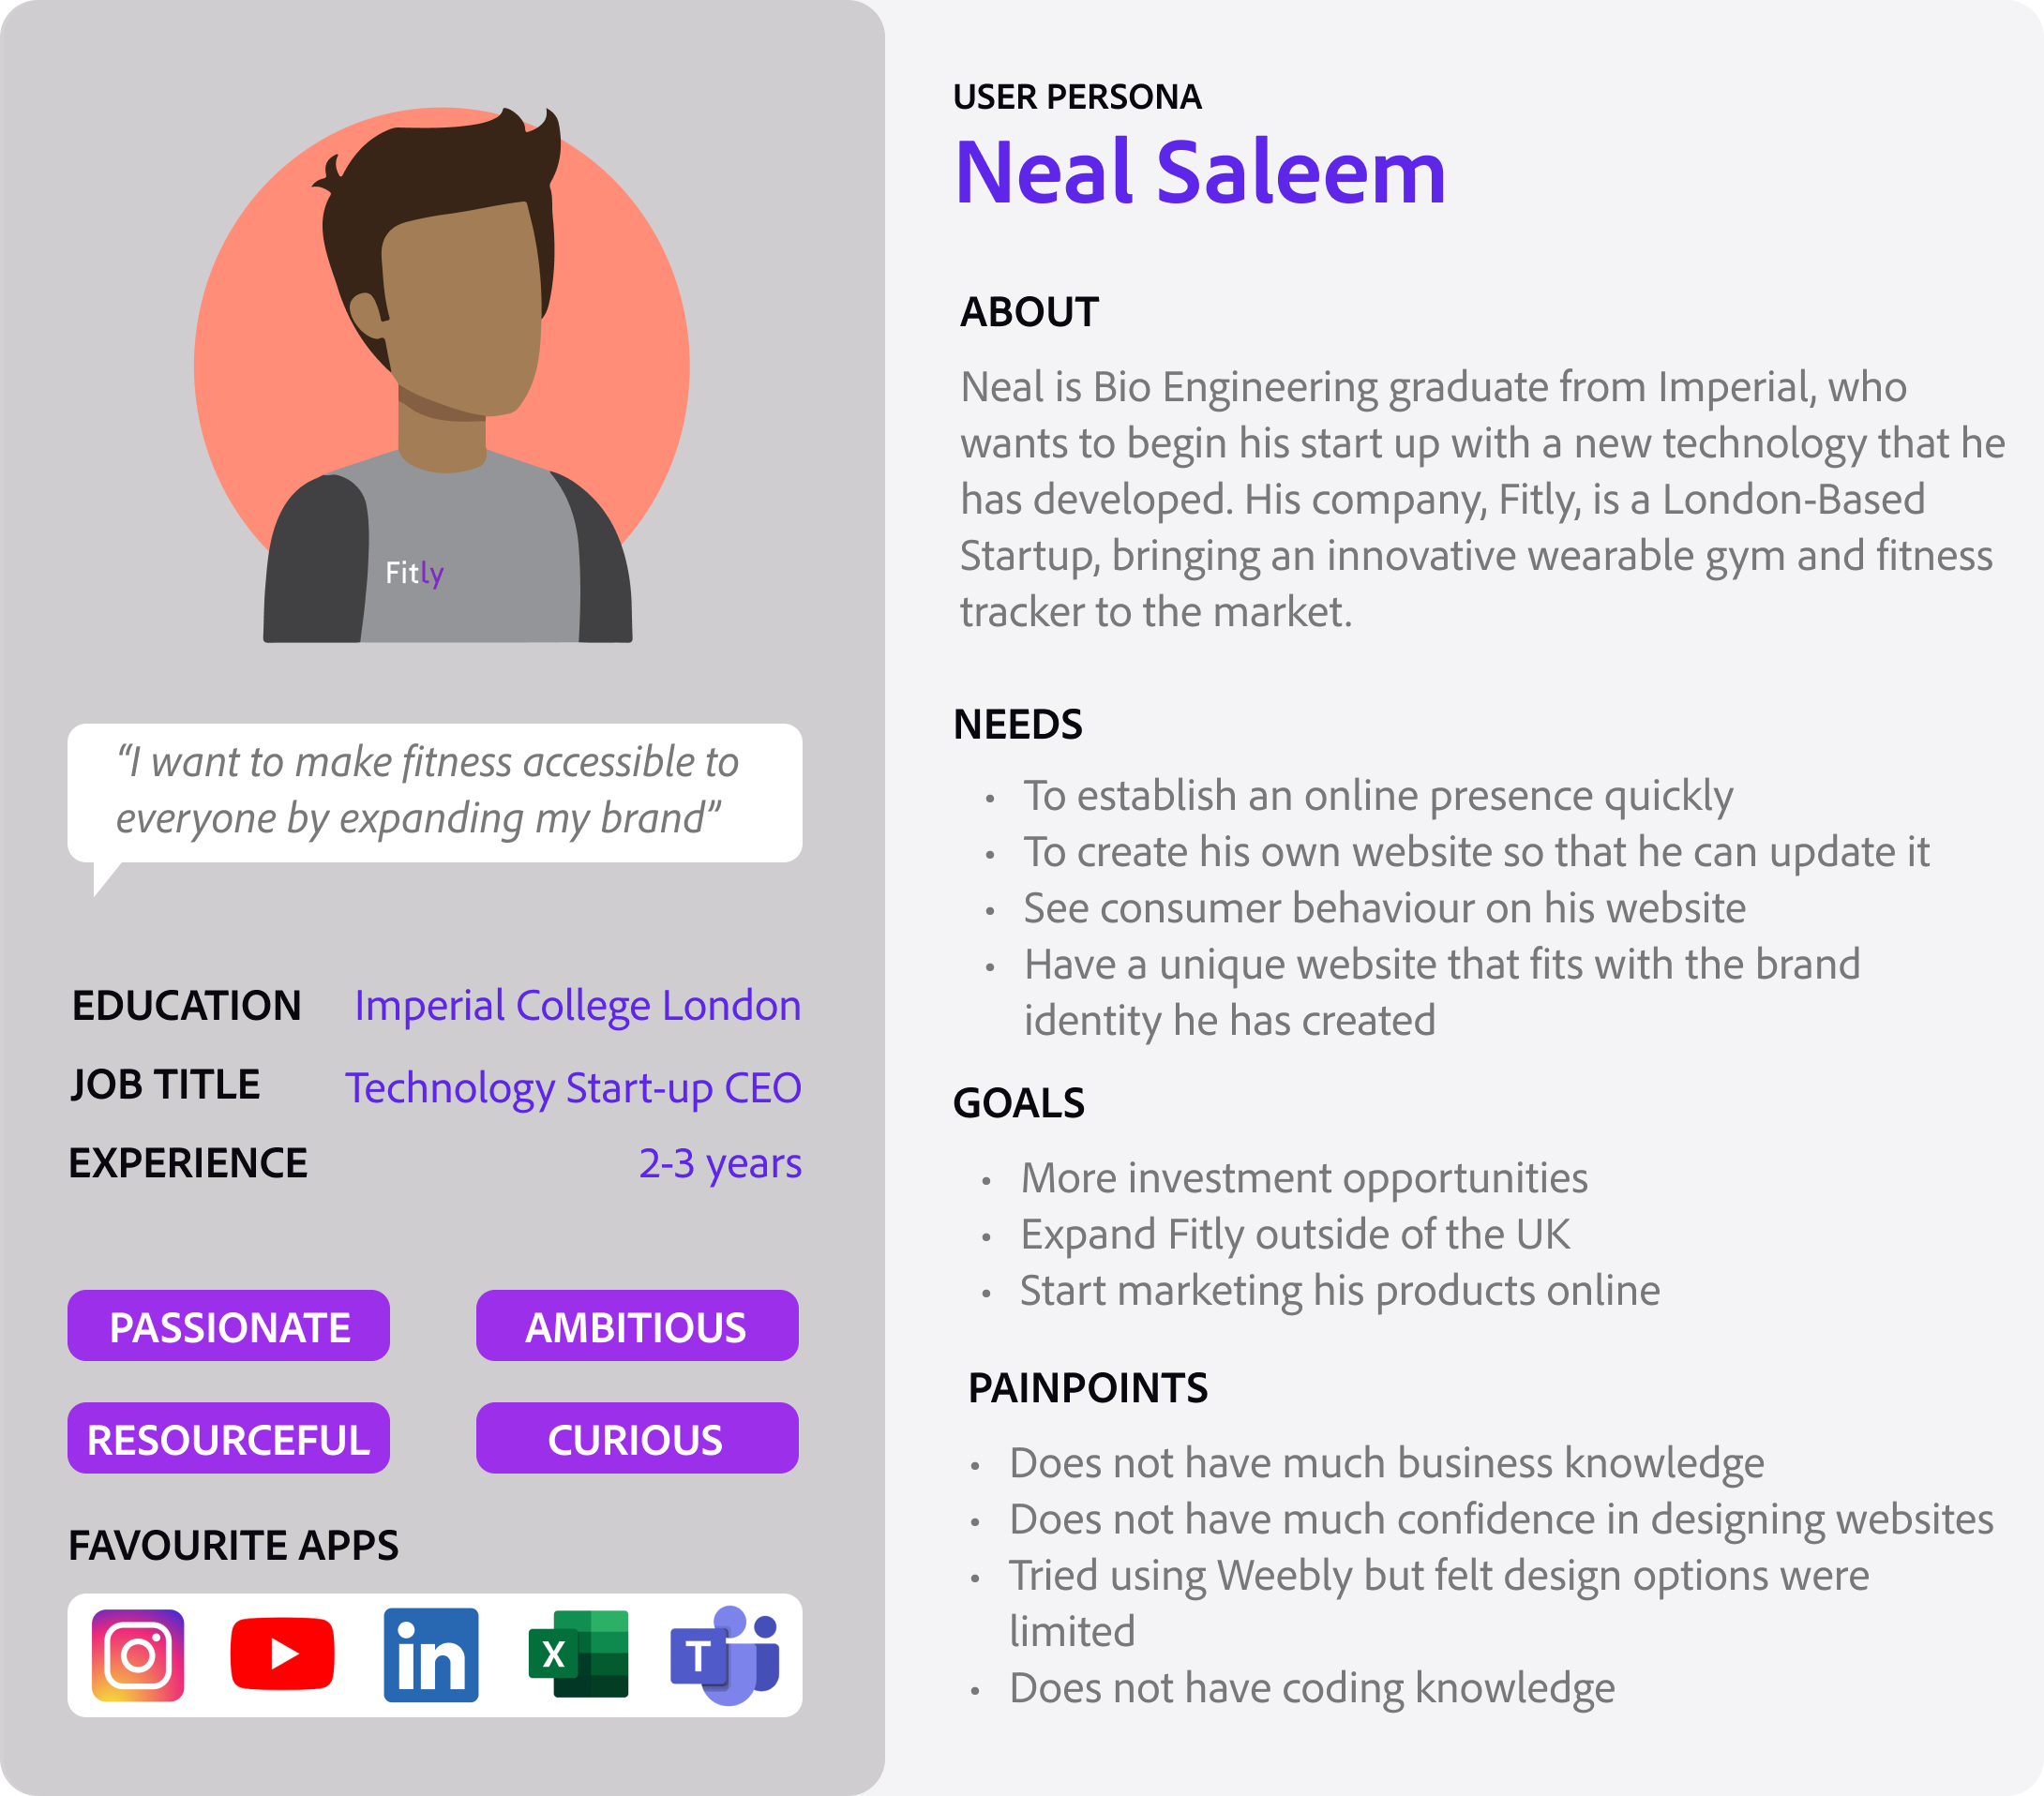 Fitly
“I want to make fitness accessible to
everyone by expanding my brand”
EDUCATION Imperial College London
JOB TITLE Technology Start-up CEO
EXPERIENCE 2-3 years
PASSIONATE AMBITIOUS
RESOURCEFUL CURIOUS
FAVOURITE APPS
in X T
USER PERSONA
Neal Saleem
ABOUT
Neal is Bio Engineering graduate from Imperial, who
wants to begin his start up with a new technology that he
has developed. His company, Fitly, is a London-Based
Startup, bringing an innovative wearable gym and fitness
tracker to the market.
NEEDS
• To establish an online presence quickly
• To create his own website so that he can update it
• See consumer behaviour on his website
• Have a unique website that fits with the brand
identity he has created
GOALS
• More investment opportunities
• Expand Fitly outside of the UK
• Start marketing his products online
PAINPOINTS
• Does not have much business knowledge
• Does not have much confidence in designing websites
• Tried using Weebly but felt design options were
limited
• Does not have coding knowledge